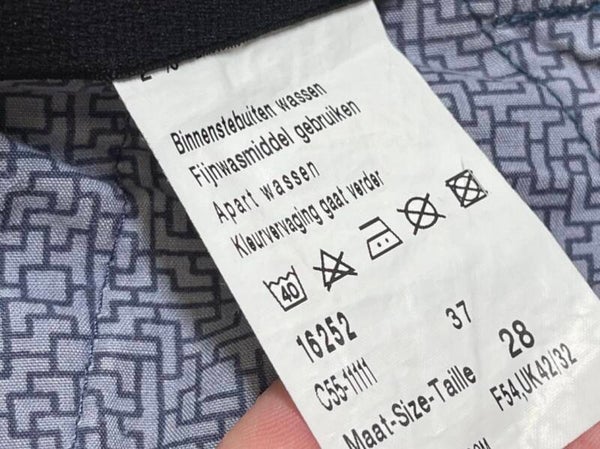 Binnenstebuiten wassen
Fijnwasmiddel gebruiken
Apart wassen
Kleurvervaging gaat verder
40
16252 37
C55-11111 28
Maat-Size-Taille F54,UK42/32